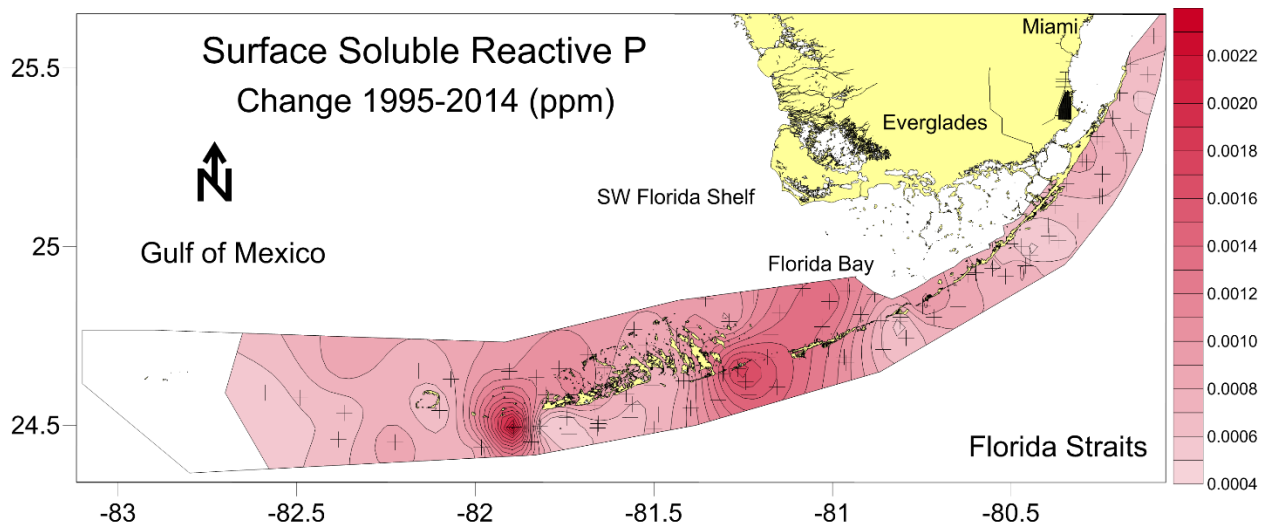 Surface Soluble Reactive P
Change 1995-2014 (ppm)
N
Gulf of Mexico
Miami
Everglades
SW Florida Shelf
Florida Bay
Florida Straits
25.5
25
24.5
-83
-82.5
-82
-81.5
-81
-80.5
0.0022
0.0020
0.0018
0.0016
0.0014
0.0012
0.0010
0.0008
0.0006
0.0004